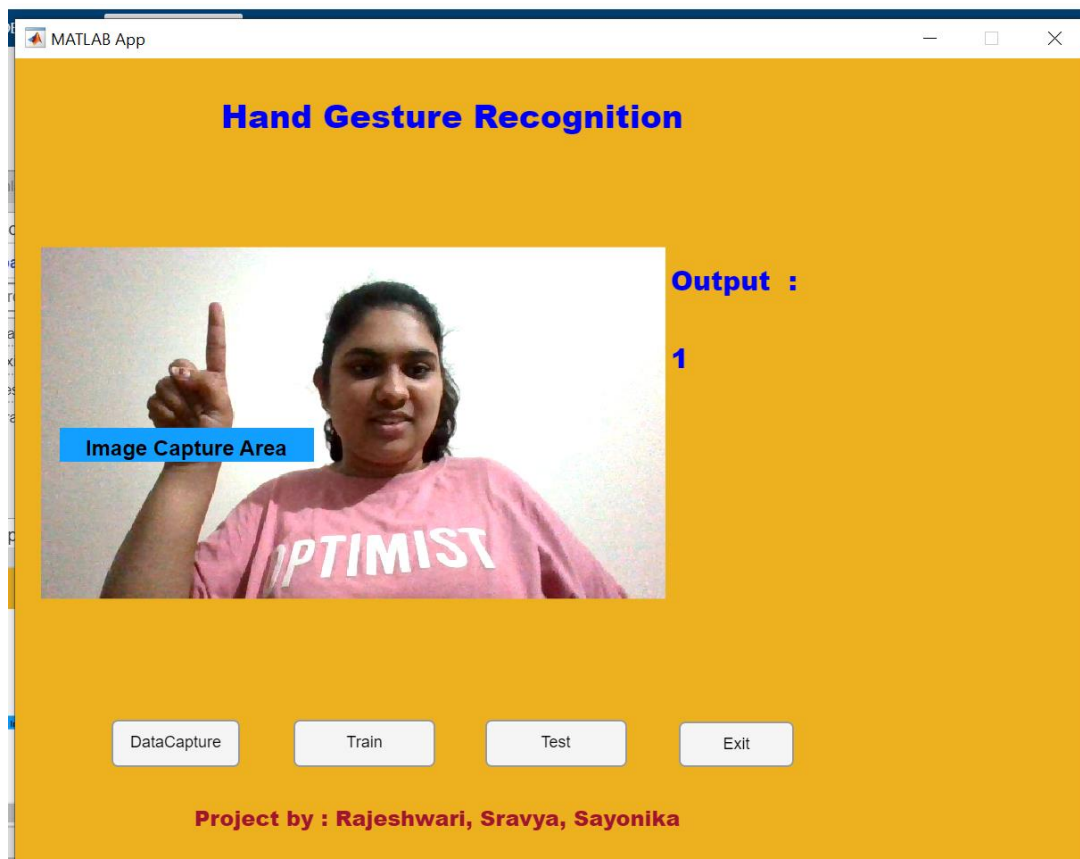 MATLAB App
Hand Gesture Recognition
Output :
1
Image Capture Area
OPTIMIST
DataCapture
Train
Test
Exit
Project by : Rajeshwari, Sravya, Sayonika